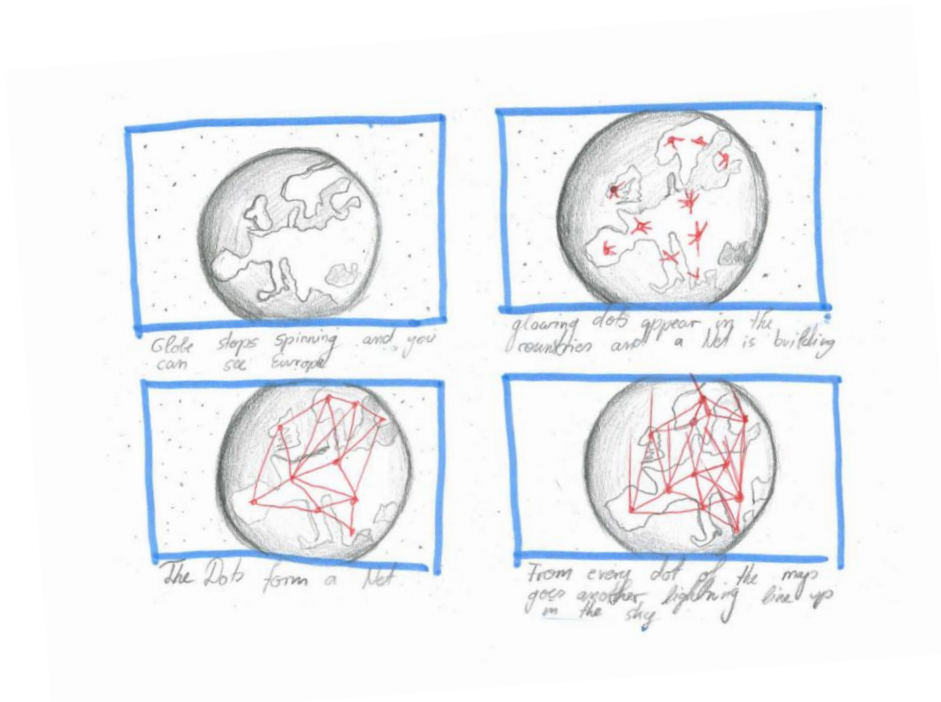 Globe stops spinning and you
can see Europe
glowing dots appear in the
countries and a Net is building
The Dots form a Net
From every dot of the map
goes another lightning line up
in the sky